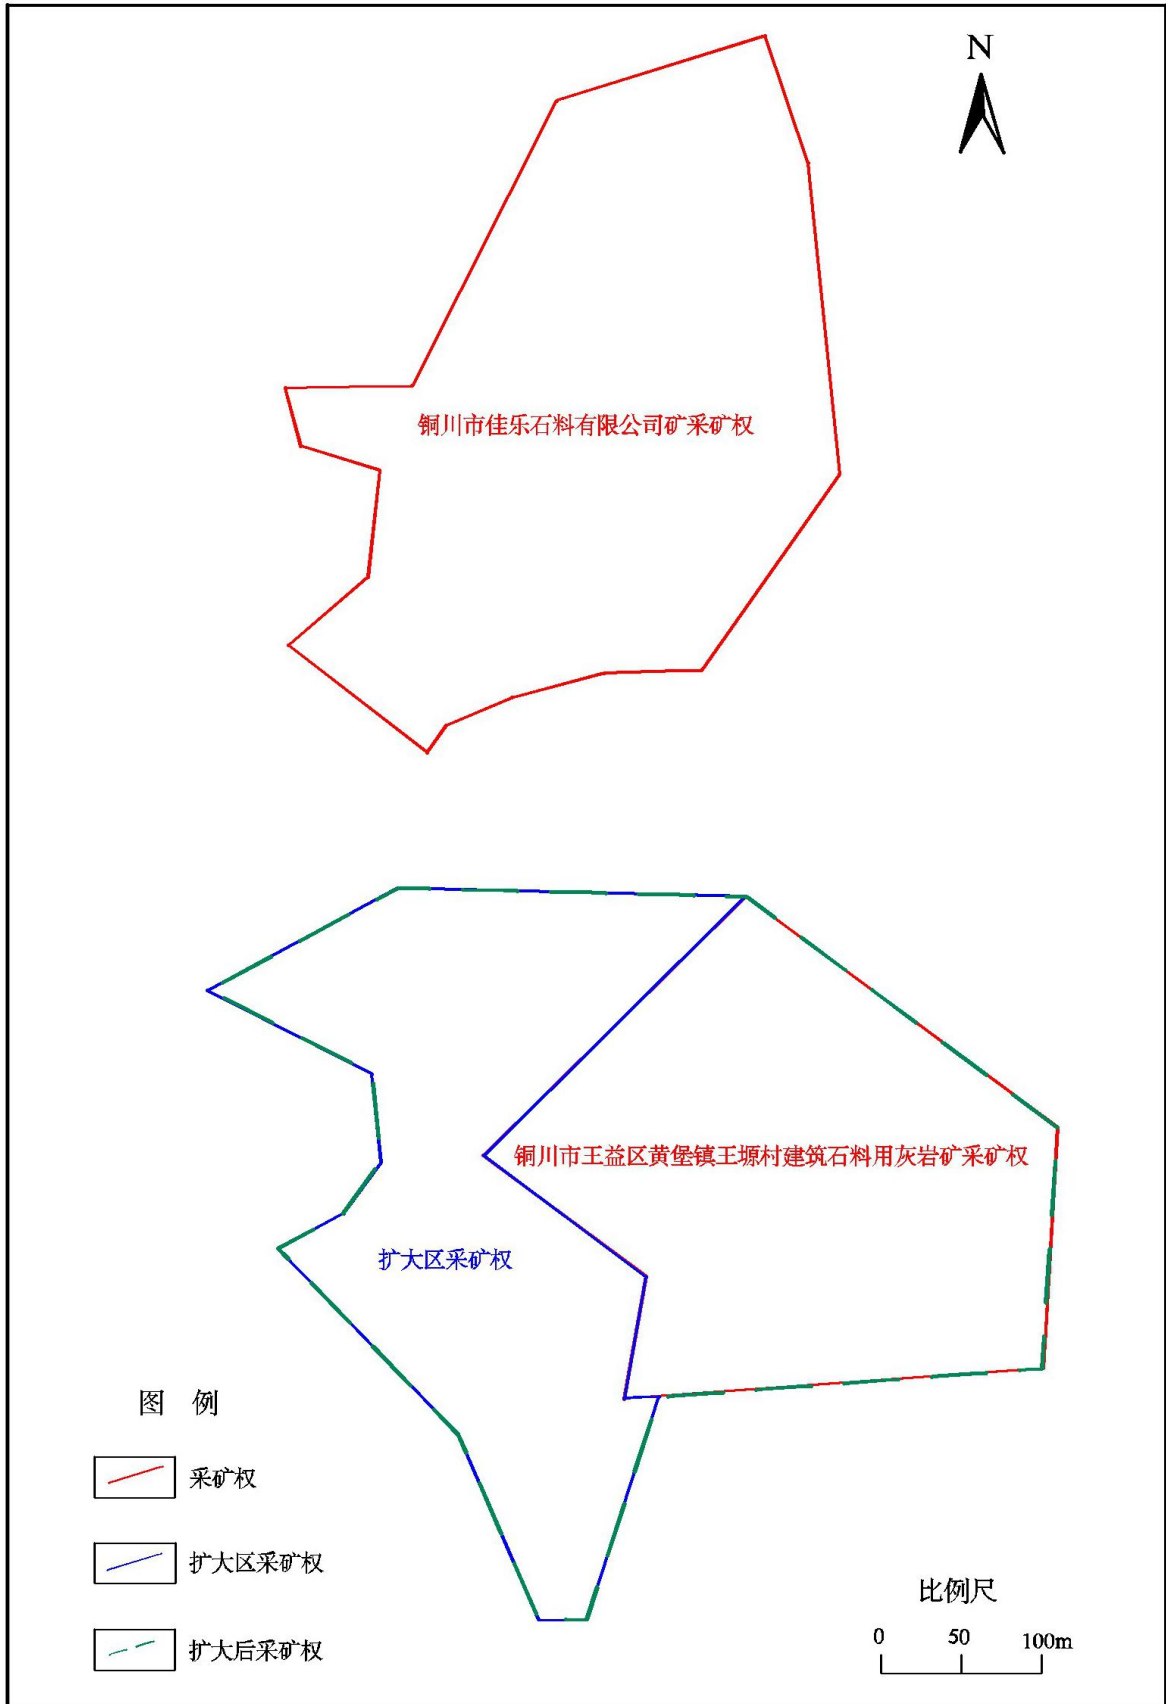 N
铜川市佳乐石料有限公司矿采矿权
铜川市王益区黄堡镇王塬村建筑石料用灰岩矿采矿权
扩大区采矿权
图 例
采矿权
扩大区采矿权
扩大后采矿权
比例尺
0 50 100m